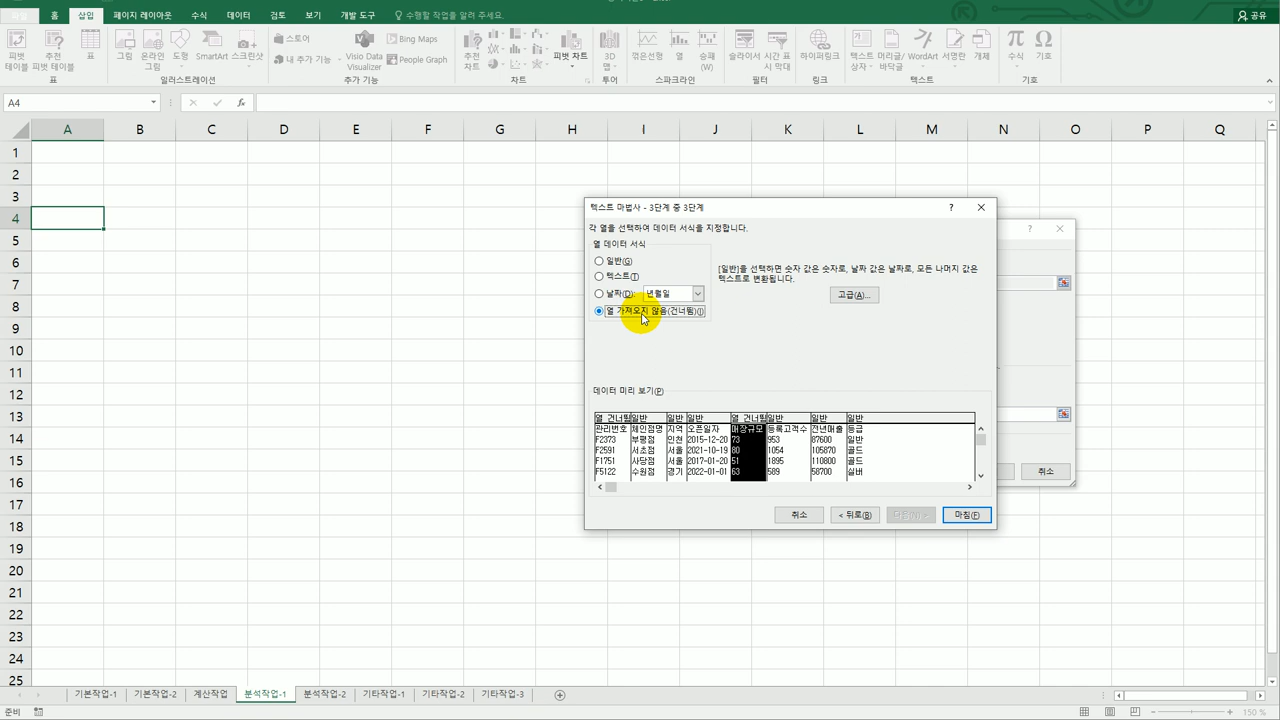 홈 삽입 페이지 레이아웃 수식 데이터 검토 보기 개발 도구 수행할 작업을 알려 주세요. 공유
피벗 테이블 추천 피벗 테이블 표 그림 온라인 그림 도형 SmartArt 스크린샷 스토어 내 추가 기능 Visio Data Visualizer Bing Maps People Graph 추천 차트 피벗 차트 3D 맵 꺾은선형 열 승패 (W) 슬라이서 시간 표시 막대 하이퍼링크 텍스트 상자 머리글/바닥글 WordArt 서명란 개체 수식 기호
표 일러스트레이션 추가 기능 차트 투어 스파크라인 필터 링크 텍스트 기호
A4 fx
A B C D E F G H I J K L M N O P Q
1
2
3
4
5
6
7
8
9
10
11
12
13
14
15
16
17
18
19
20
21
22
23
24
25
텍스트 마법사 - 3단계 중 3단계 ?
각 열을 선택하여 데이터 서식을 지정합니다.
열 데이터 서식
일반(G)
텍스트(T)
날짜(D): 년월일
열 가져오지 않음(건너뜀)(I)
[일반]을 선택하면 숫자 값은 숫자로, 날짜 값은 날짜로, 모든 나머지 값은
텍스트로 변환됩니다.
고급(A)...
데이터 미리 보기(P)
열 건너뜀 일반 일반 일반 열 건너뜀 일반 일반 일반
관리번호 체인점명 지역 오픈일자 매장규모 등록고객수 전년매출 등급
F2373 부평점 인천 2015-12-20 73 953 87600 일반
F2591 서초점 서울 2021-10-19 80 1054 105870 골드
F1751 사당점 서울 2017-01-20 51 1895 110800 골드
F5122 수원점 경기 2022-01-01 63 589 58700 실버
취소 < 뒤로(B) 다음(N) > 마침(F)
?
취소
기본작업-1 기본작업-2 계산작업 분석작업-1 분석작업-2 기타작업-1 기타작업-2 기타작업-3
준비 150 %